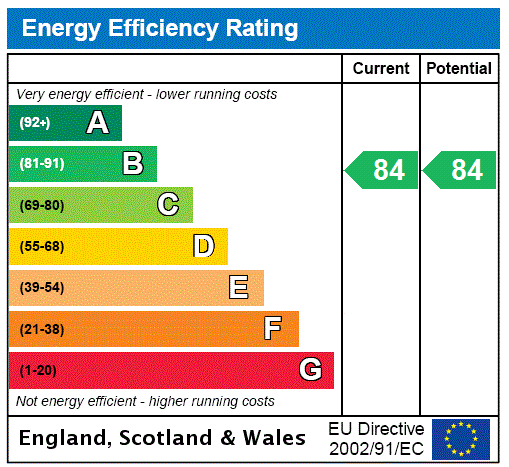 Energy Efficiency Rating
Current Potential
Very energy efficient - lower running costs
(92+) A
(81-91) B 84 84
(69-80) C
(55-68) D
(39-54) E
(21-38) F
(1-20) G
Not energy efficient - higher running costs
England, Scotland & Wales
EU Directive
2002/91/EC